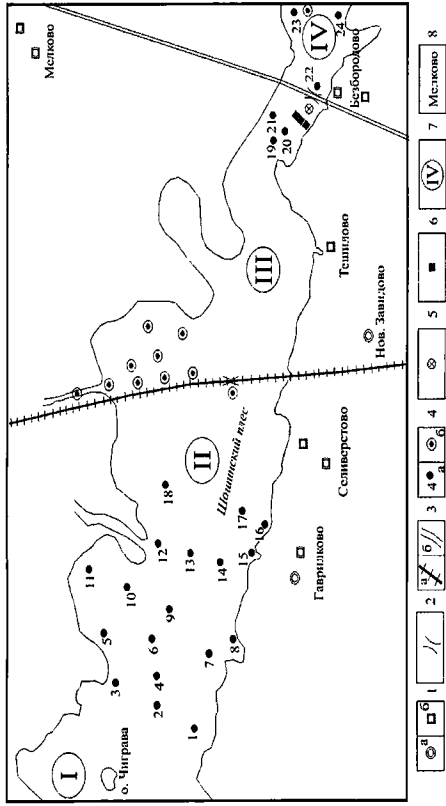 Мелково
I
о. Чиграва
1
2
3
4
5
6
7
8
9
10
11
12
13
14
15
16
17
18
II
Шошинский плес
Гаврилково
Селиверстово
Нов. Завидово
Тешилово
III
19
20
21
22
23
24
IV
Безбородово
а
б
1
2
а
б
3
4
а
б
4
5
6
IV
7
Мелково
8